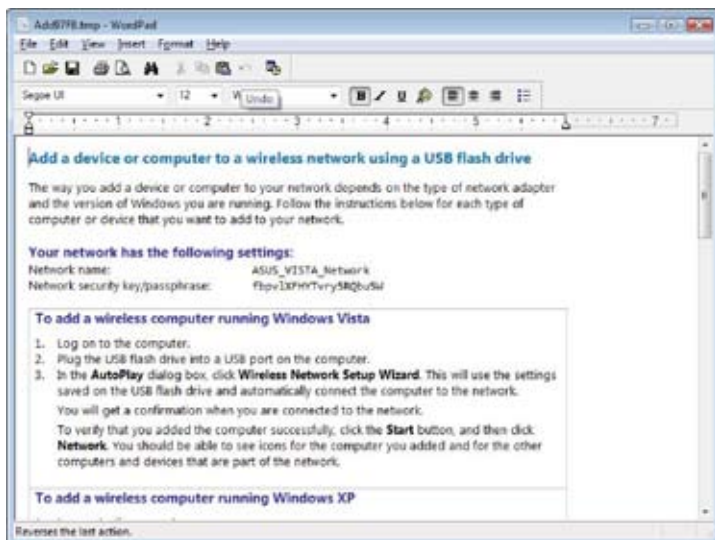 Add97F8.tmp - WordPad
File Edit View Insert Format Help
Segoe UI 12 W
Undo
1 2 3 4 5 7
Add a device or computer to a wireless network using a USB flash drive
The way you add a device or computer to your network depends on the type of network adapter
and the version of Windows you are running. Follow the instructions below for each type of
computer or device that you want to add to your network.
Your network has the following settings:
Network name: ASUS_VISTA_Network
Network security key/passphrase:
To add a wireless computer running Windows Vista
1. Log on to the computer.
2. Plug the USB flash drive into a USB port on the computer.
3. In the AutoPlay dialog box, click Wireless Network Setup Wizard. This will use the settings
saved on the USB flash drive and automatically connect the computer to the network.
You will get a confirmation when you are connected to the network.
To verify that you added the computer successfully, click the Start button, and then click
Network. You should be able to see icons for the computer you added and for the other
computers and devices that are part of the network.
To add a wireless computer running Windows XP
Reverses the last action.